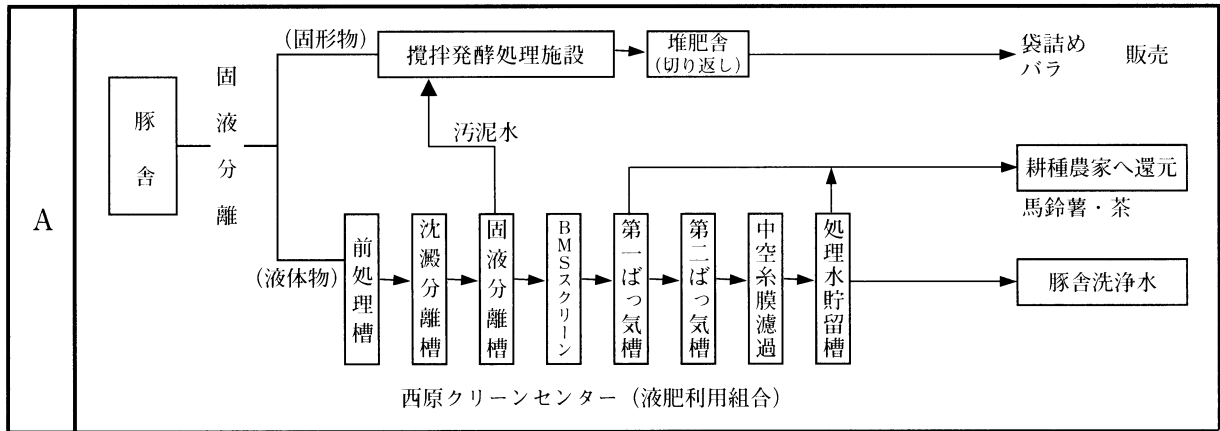 A
豚舎
固液分離
(固形物)
攪拌発酵処理施設
堆肥舎
(切り返し)
袋詰め
バラ
販売
汚泥水
耕種農家へ還元
馬鈴薯・茶
(液体物)
前処理槽
沈澱分離槽
固液分離槽
BMSスクリーン
第一ばっ気槽
第二ばっ気槽
中空糸膜濾過
処理水貯留槽
豚舎洗浄水
西原クリーンセンター(液肥利用組合)